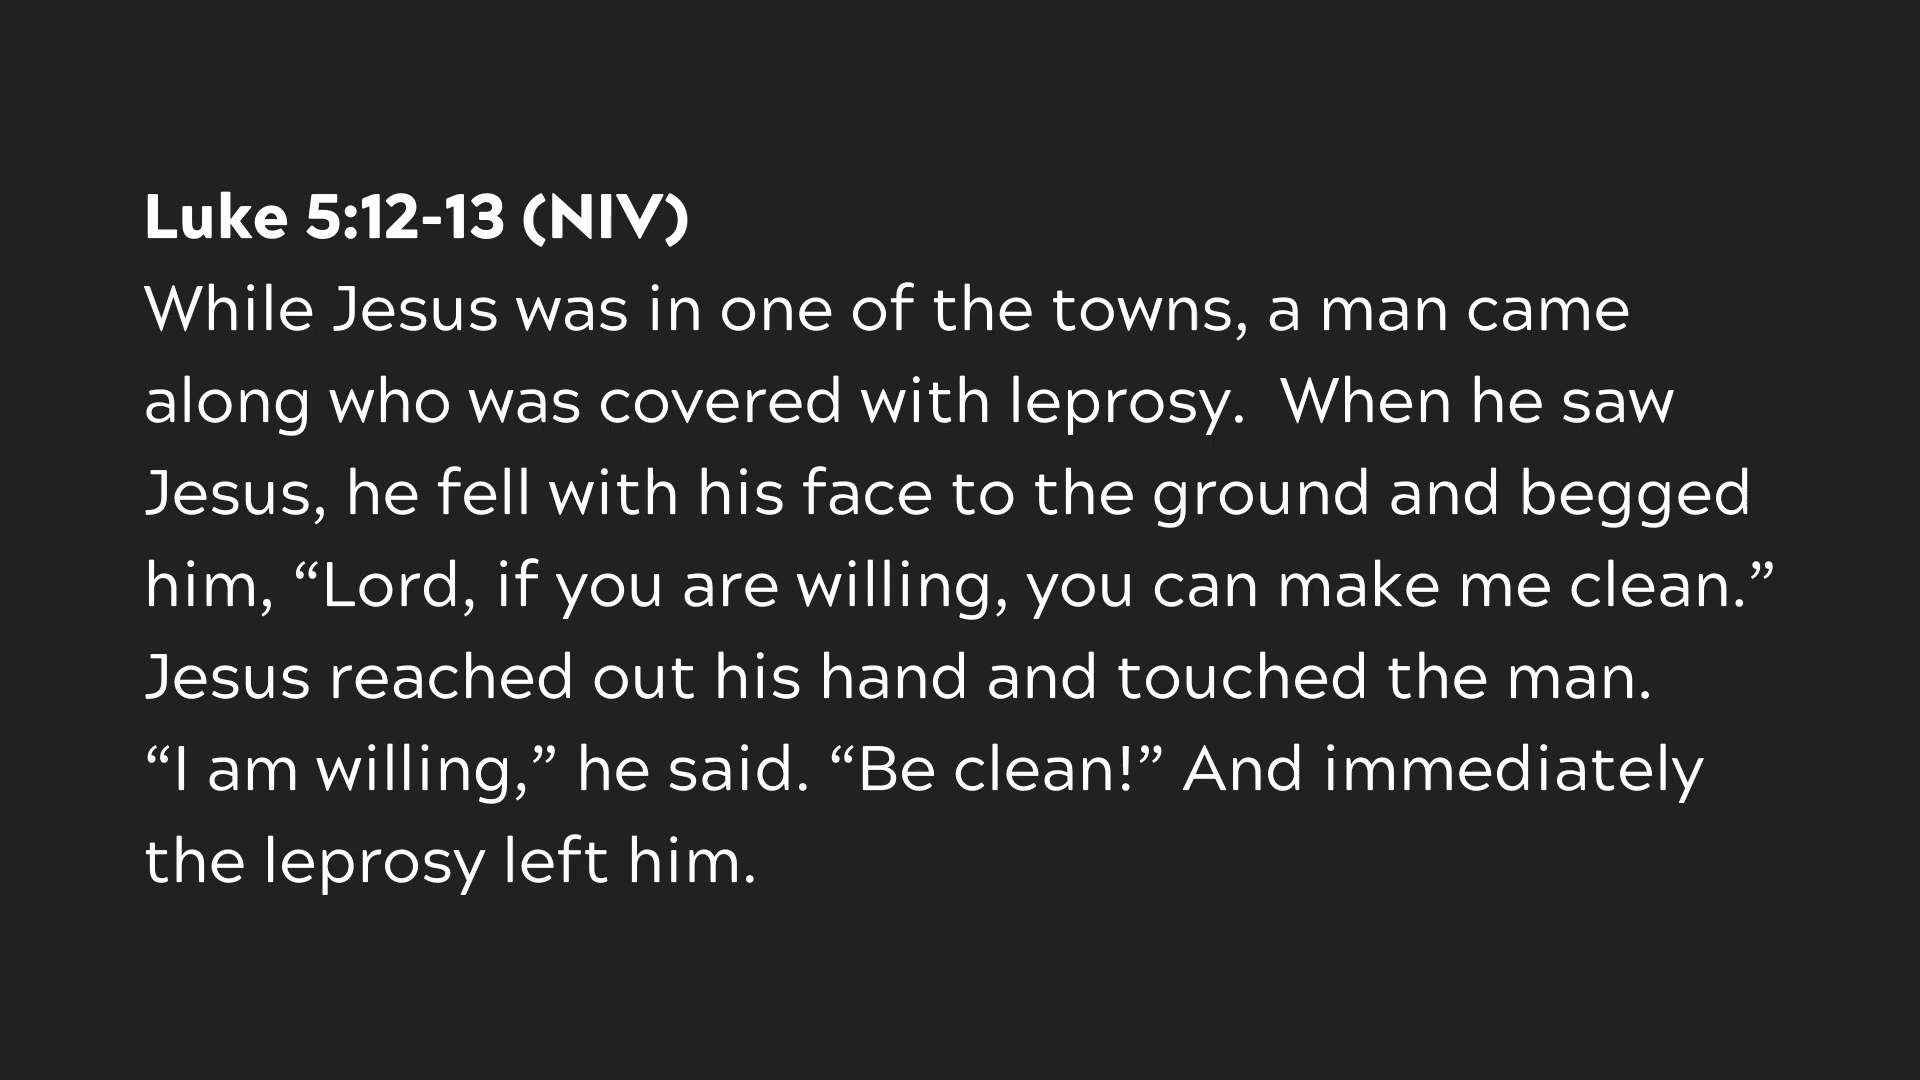 Luke 5:12-13 (NIV)
While Jesus was in one of the towns, a man came
along who was covered with leprosy.  When he saw
Jesus, he fell with his face to the ground and begged
him, “Lord, if you are willing, you can make me clean.”
Jesus reached out his hand and touched the man.
“I am willing,” he said. “Be clean!” And immediately
the leprosy left him.